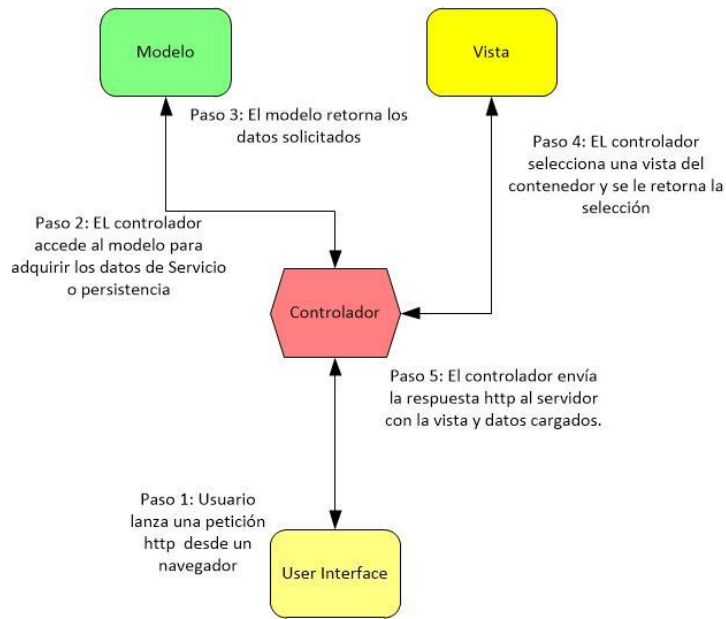 Modelo
Vista
Paso 3: El modelo retorna los
datos solicitados
Paso 4: EL controlador
selecciona una vista del
contenedor y se le retorna la
selección
Paso 2: EL controlador
accede al modelo para
adquirir los datos de Servicio
o persistencia
Controlador
Paso 5: El controlador envía
la respuesta http al servidor
con la vista y datos cargados.
Paso 1: Usuario
lanza una petición
http desde un
navegador
User Interface